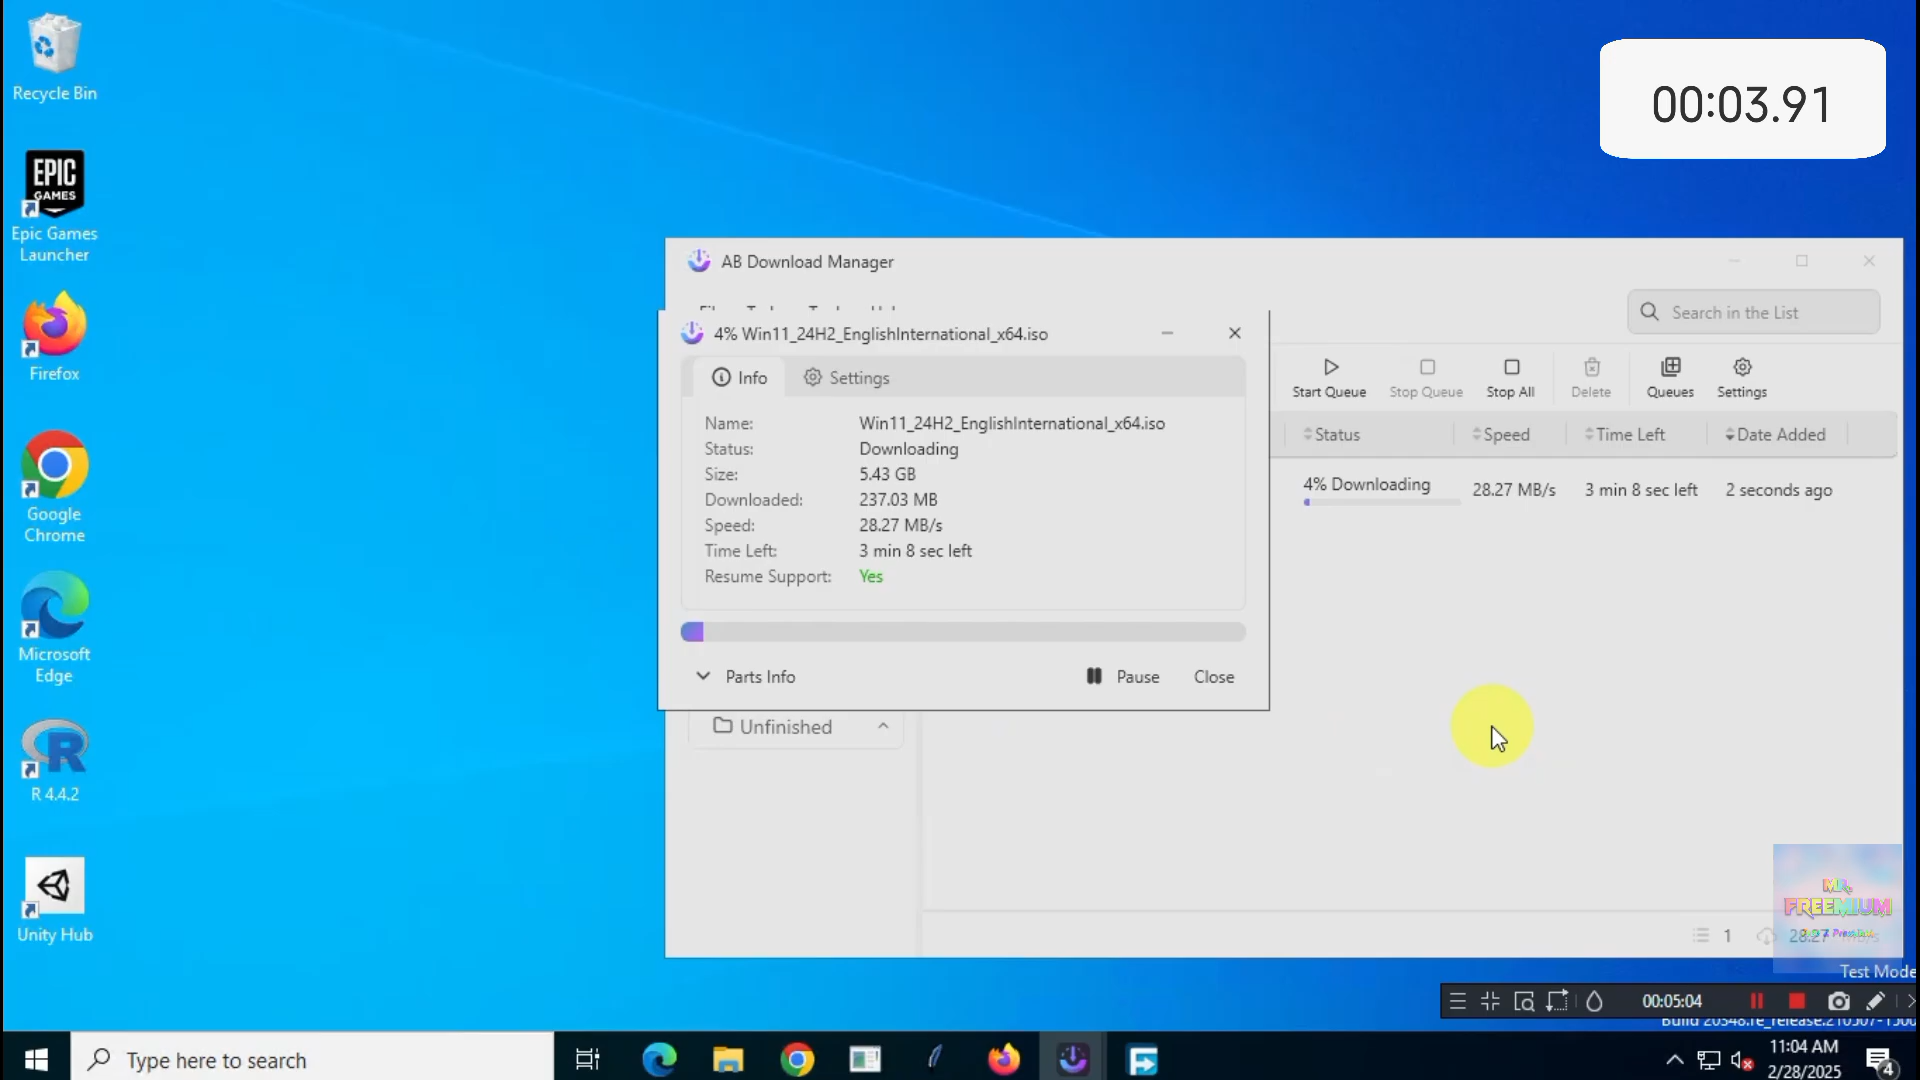 Recycle Bin
EPIC
GAMES
Epic Games
Launcher
Firefox
Google
Chrome
Microsoft
Edge
R 4.4.2
Unity Hub
00:03.91
AB Download Manager
Search in the List
Start Queue
Stop Queue
Stop All
Delete
Queues
Settings
Status
Speed
Time Left
Date Added
4% Downloading
28.27 MB/s
3 min 8 sec left
2 seconds ago
4% Win11_24H2_EnglishInternational_x64.iso
Info
Settings
Name: Win11_24H2_EnglishInternational_x64.iso
Status: Downloading
Size: 5.43 GB
Downloaded: 237.03 MB
Speed: 28.27 MB/s
Time Left: 3 min 8 sec left
Resume Support: Yes
Parts Info
Pause
Close
Unfinished
FREEMIUM
1
28.27
Test Mode
00:05:04
Type here to search
11:04 AM
2/28/2025
4